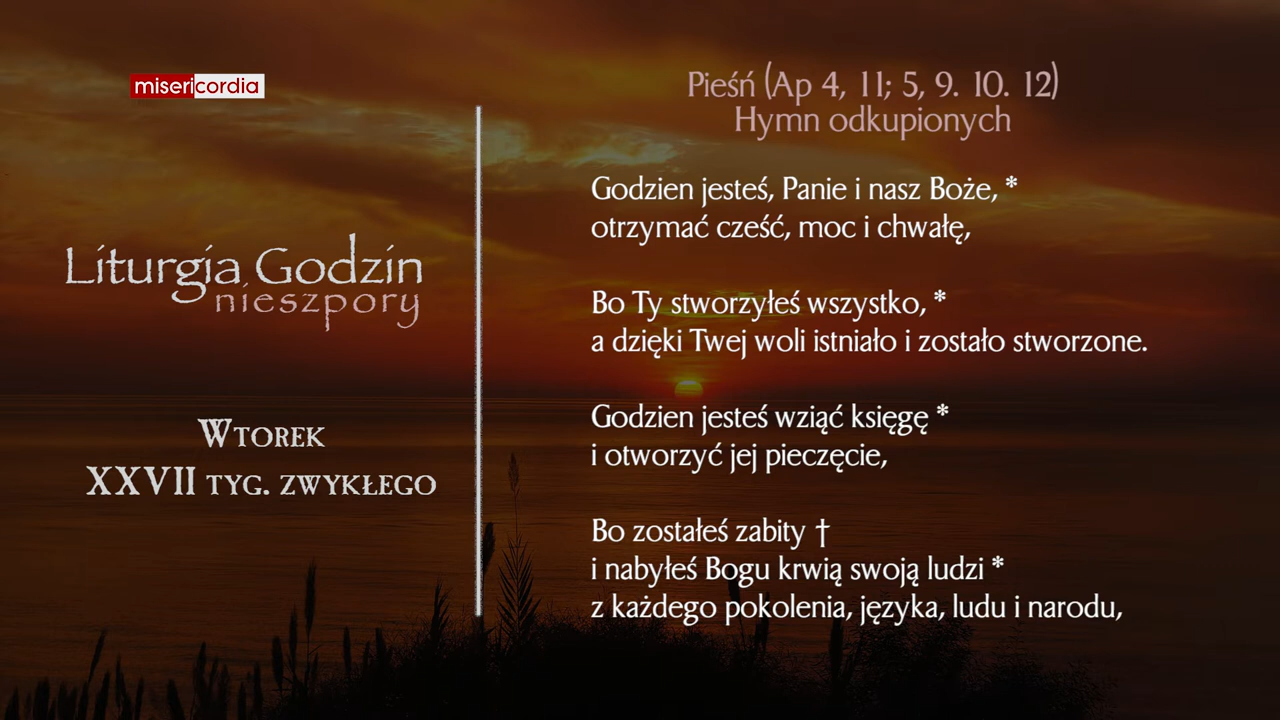 misericordia
Liturgia Godzin
nieszpory
Wtorek
XXVII tyg. zwykłego
Pieśń (Ap 4, 11; 5, 9. 10. 12)
Hymn odkupionych
Godzien jesteś, Panie i nasz Boże, *
otrzymać cześć, moc i chwałę,
Bo Ty stworzyłeś wszystko, *
a dzięki Twej woli istniało i zostało stworzone.
Godzien jesteś wziąć księgę *
i otworzyć jej pieczęcie,
Bo zostałeś zabity †
i nabyłeś Bogu krwią swoją ludzi *
z każdego pokolenia, języka, ludu i narodu,